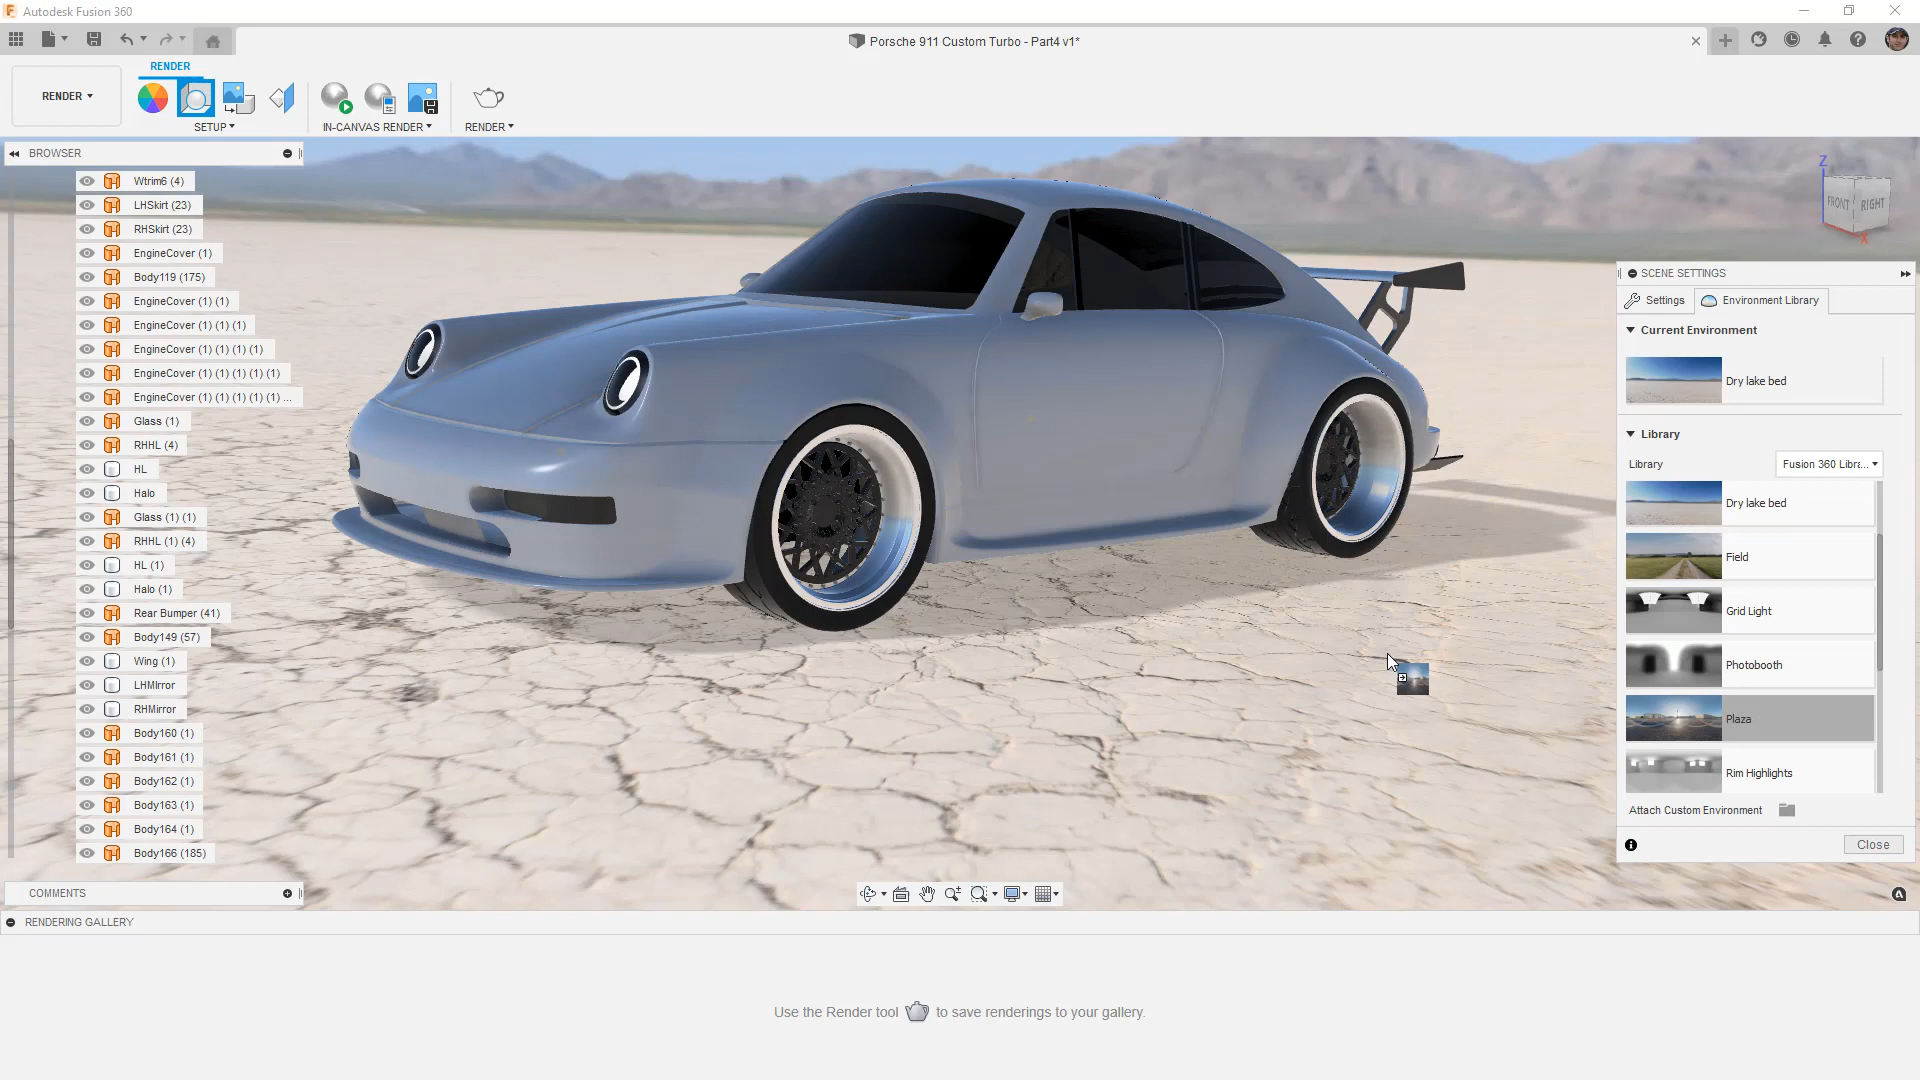 Autodesk Fusion 360
Porsche 911 Custom Turbo - Part4 v1*
RENDER
RENDER
SETUP
IN-CANVAS RENDER
RENDER
BROWSER
Wtrim6 (4)
LHSkirt (23)
RHSkirt (23)
EngineCover (1)
Body119 (175)
EngineCover (1) (1)
EngineCover (1) (1) (1)
EngineCover (1) (1) (1) (1)
EngineCover (1) (1) (1) (1) (1)
EngineCover (1) (1) (1) (1) (1) ...
Glass (1)
RHHL (4)
HL
Halo
Glass (1) (1)
RHHL (1) (4)
HL (1)
Halo (1)
Rear Bumper (41)
Body149 (57)
Wing (1)
LHMIrror
RHMirror
Body160 (1)
Body161 (1)
Body162 (1)
Body163 (1)
Body164 (1)
Body166 (185)
COMMENTS
Z
FRONT
RIGHT
X
SCENE SETTINGS
Settings
Environment Library
Current Environment
Dry lake bed
Library
Library
Fusion 360 Libra...
Dry lake bed
Field
Grid Light
Photobooth
Plaza
Rim Highlights
Attach Custom Environment
Close
RENDERING GALLERY
Use the Render tool to save renderings to your gallery.